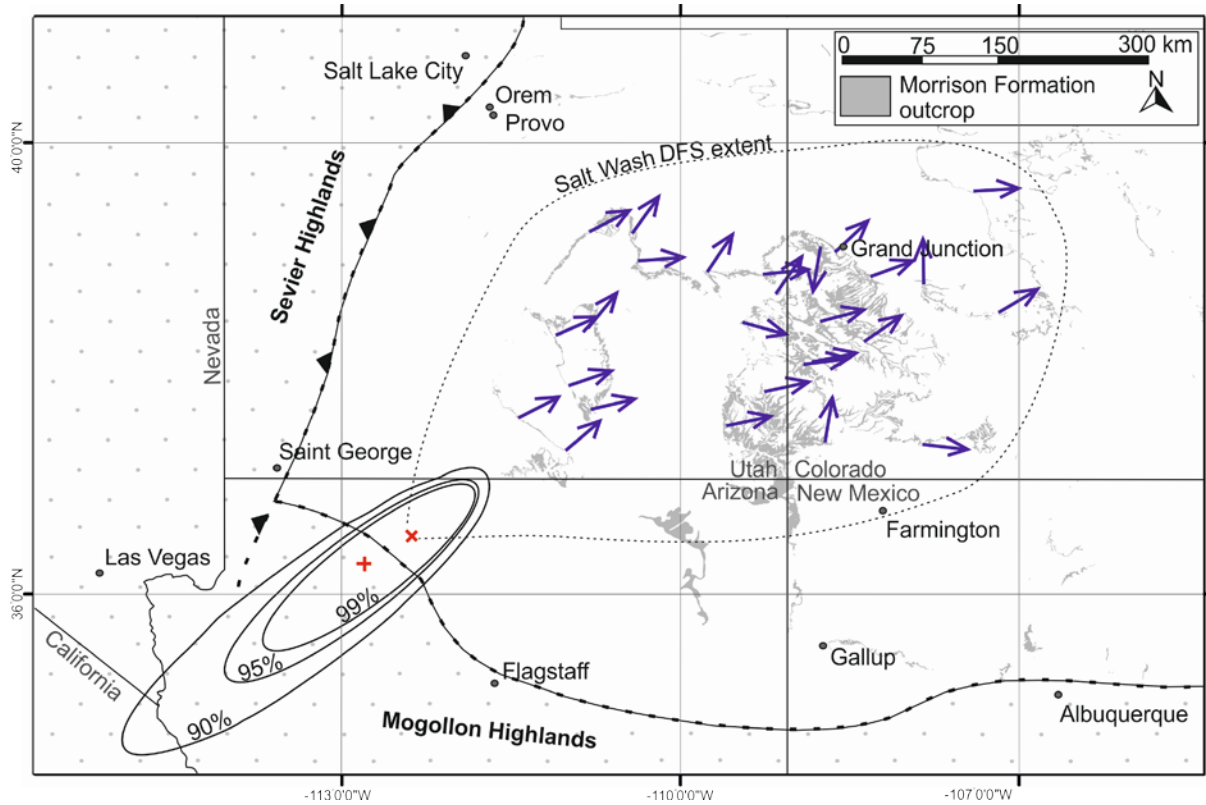 0 75 150 300 km
Morrison Formation
outcrop
N
Salt Lake City
Orem
Provo
40°0'0"N
Salt Wash DFS extent
Sevier Highlands
Grand Junction
Nevada
Saint George
Utah Colorado
Arizona New Mexico
Farmington
Las Vegas
36°0'0"N
99%
95%
90%
California
Flagstaff
Gallup
Mogollon Highlands
Albuquerque
-113°0'0"W -110°0'0"W -107°0'0"W